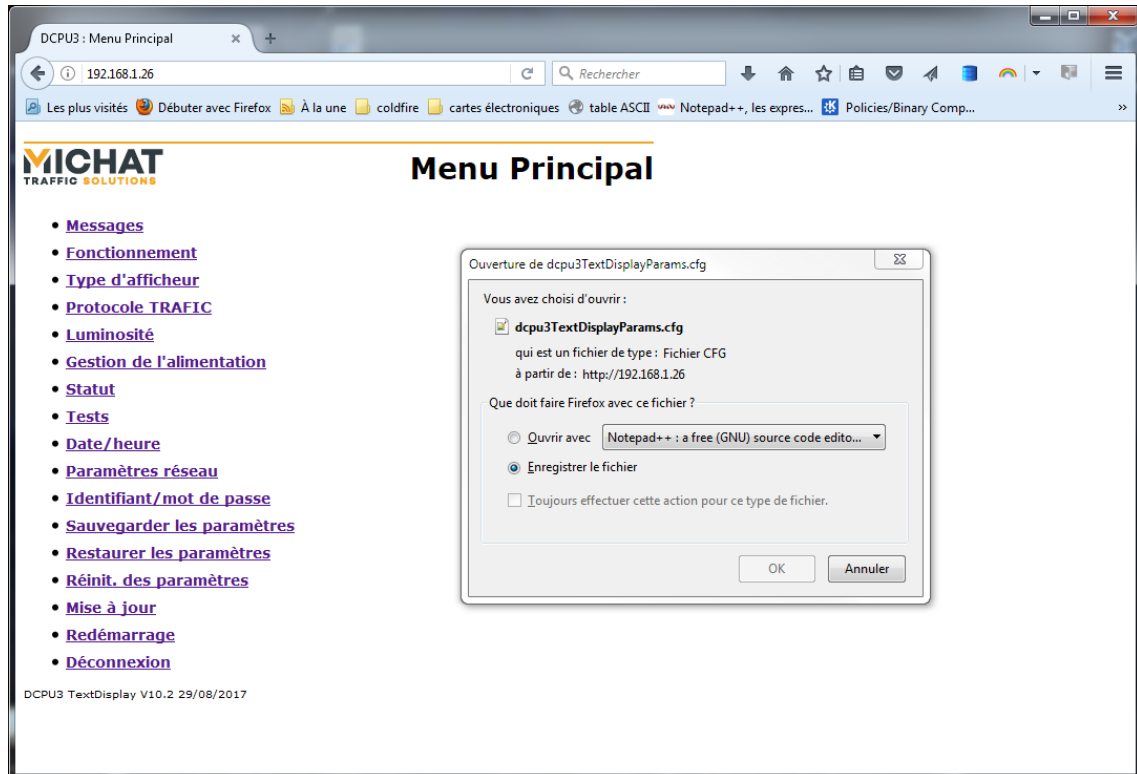 DCPU3 : Menu Principal
192.168.1.26
Rechercher
Les plus visités
Débuter avec Firefox
À la une
coldfire
cartes électroniques
table ASCII
Notepad++, les expres...
Policies/Binary Comp...
»
MICHAT
TRAFFIC SOLUTIONS
Menu Principal
• Messages
• Fonctionnement
• Type d'afficheur
• Protocole TRAFIC
• Luminosité
• Gestion de l'alimentation
• Statut
• Tests
• Date/heure
• Paramètres réseau
• Identifiant/mot de passe
• Sauvegarder les paramètres
• Restaurer les paramètres
• Réinit. des paramètres
• Mise à jour
• Redémarrage
• Déconnexion
DCPU3 TextDisplay V10.2 29/08/2017
Ouverture de dcpu3TextDisplayParams.cfg
Vous avez choisi d'ouvrir :
dcpu3TextDisplayParams.cfg
qui est un fichier de type : Fichier CFG
à partir de : http://192.168.1.26
Que doit faire Firefox avec ce fichier ?
Ouvrir avec
Notepad++ : a free (GNU) source code edito...
Enregistrer le fichier
Toujours effectuer cette action pour ce type de fichier.
OK
Annuler